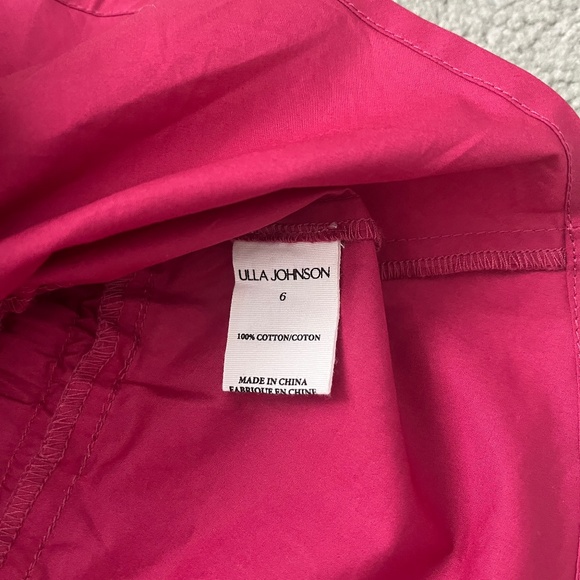 ULLA JOHNSON
6
100% COTTON/COTON
MADE IN CHINA
FABRIQUE EN CHINE